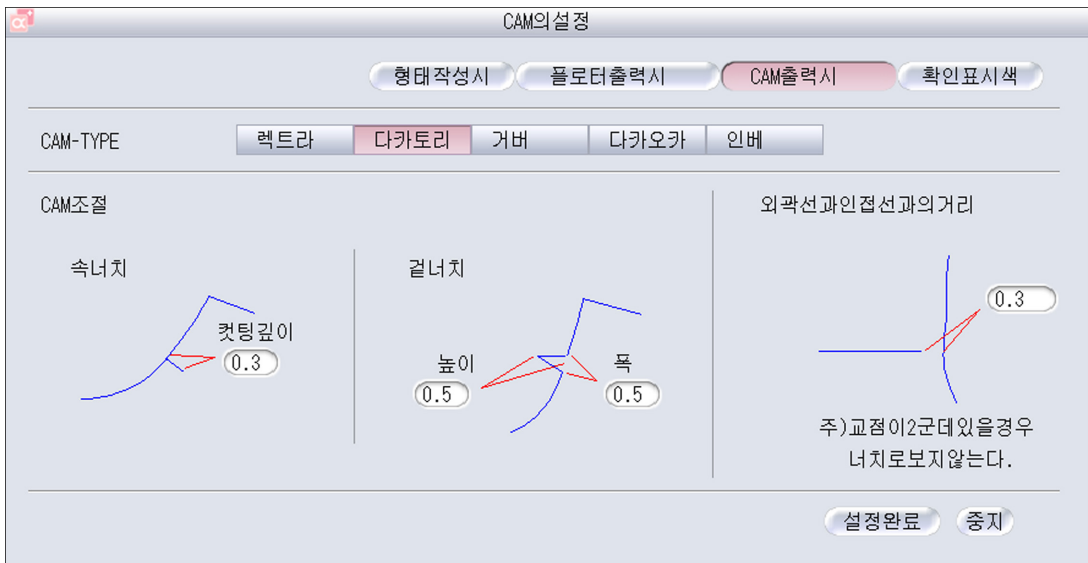 CAM의설정
형태작성시 플로터출력시 CAM출력시 확인표시색
CAM-TYPE 렉트라 다카토리 거버 다카오카 인베
CAM조절
외곽선과인접선과의거리
속너치
컷팅깊이
0.3
겉너치
높이
0.5
폭
0.5
0.3
주)교점이2군데있을경우
너치로보지않는다.
설정완료 중지